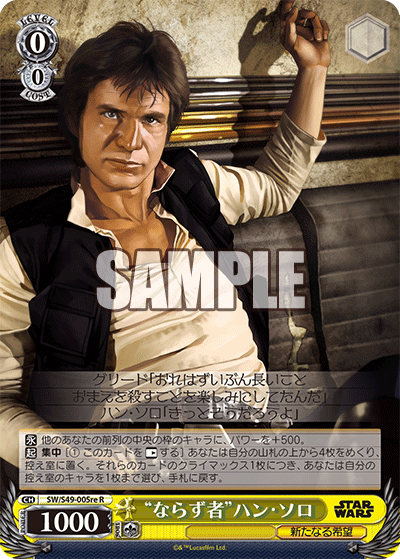 LEVEL
0
0
COST
SAMPLE
グリード「おれはずいぶん長いこと
おまえを殺すことを楽しみにしてたんだ」
ハン・ソロ「きっとそうだろうよ」
永 他のあなたの前列の中央の枠のキャラに、パワーを+500。
起 集中 [① このカードを する] あなたは自分の山札の上から4枚をめくり、
控え室に置く。それらのカードのクライマックス1枚につき、あなたは自分の
控え室のキャラを1枚まで選び、手札に戻す。
CH SW/S49-005re R
1000
“ならず者”ハン・ソロ
STAR
WARS
新たなる希望
©&™Lucasfilm Ltd.